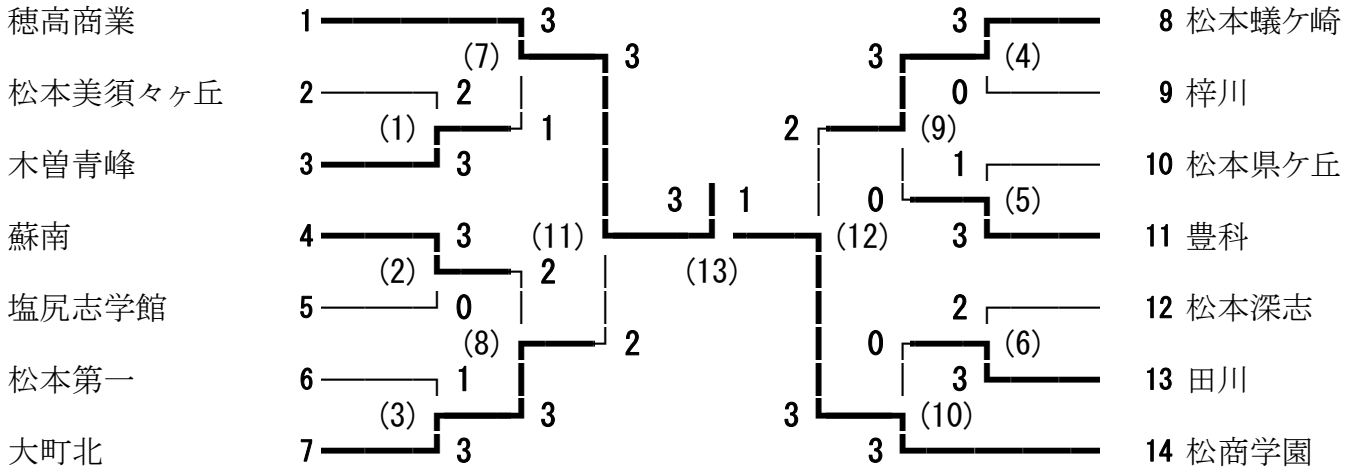 穂高商業 1 3 3 8 松本蟻ケ崎
(7) 3 3 (4)
松本美須々ヶ丘 2 2 0 9 梓川
(1) 1 2 (9)
木曽青峰 3 3 1 10 松本県ケ丘
3 1 0 (5)
蘇南 4 3 (11) (12) 3 11 豊科
(2) 2 (13)
塩尻志学館 5 0 2 12 松本深志
(8) 2 0 (6)
松本第一 6 1 3 13 田川
(3) 3 3 (10)
大町北 7 3 3 14 松商学園